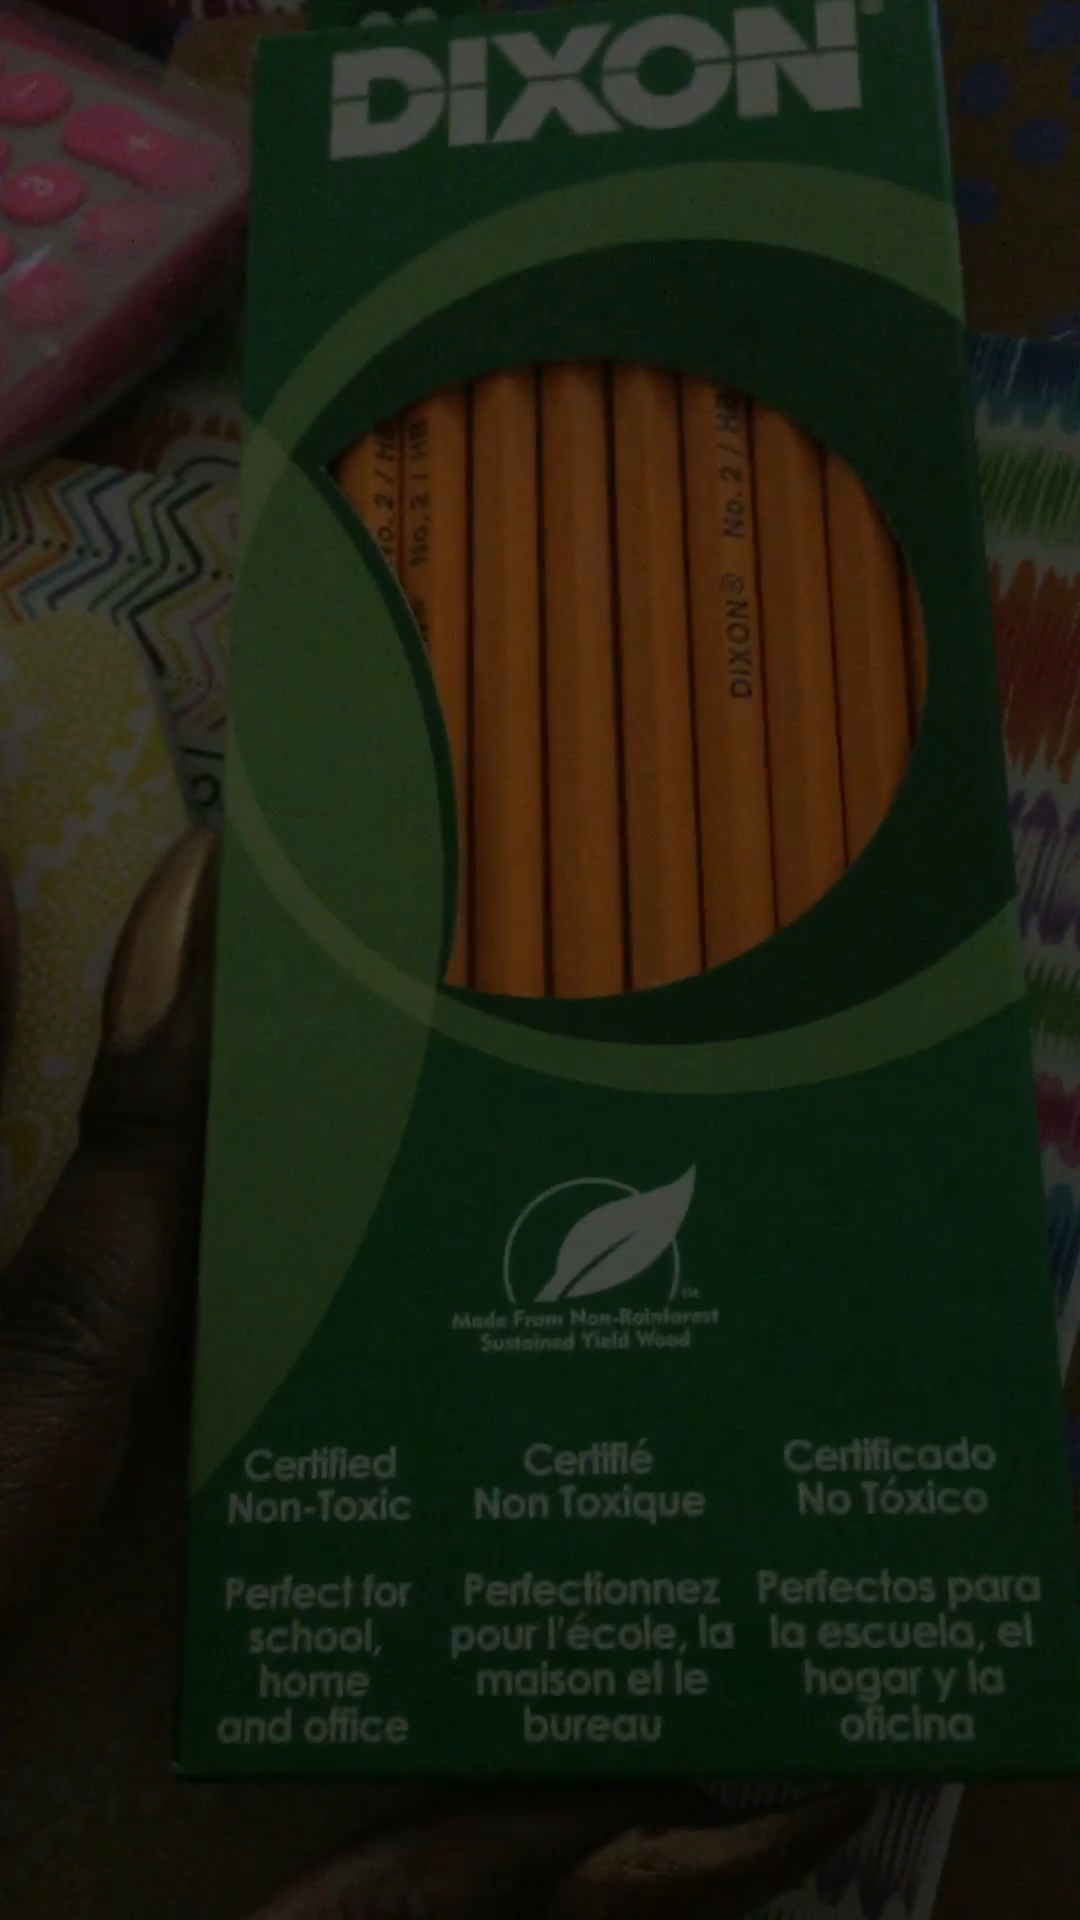 DIXON®
No. 2 / HB
No. 2 / HB
DIXON® No. 2 / HB
Made From Non-Rainforest
Sustained Yield Wood
Certified
Non-Toxic
Perfect for
school,
home
and office
Certifié
Non Toxique
Perfectionnez
pour l'école, la
maison et le
bureau
Certificado
No Tóxico
Perfectos para
la escuela, el
hogar y la
oficina
3
+